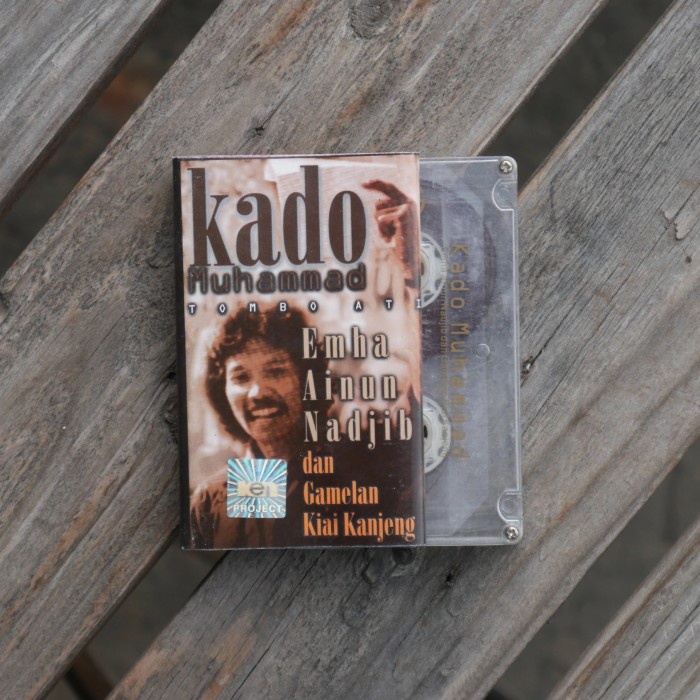 kado
Muhammad
TOMBO ATI
Emha
Ainun
Nadjib
dan
Gamelan
Kiai Kanjeng
PROJECT
Kado Muhammad